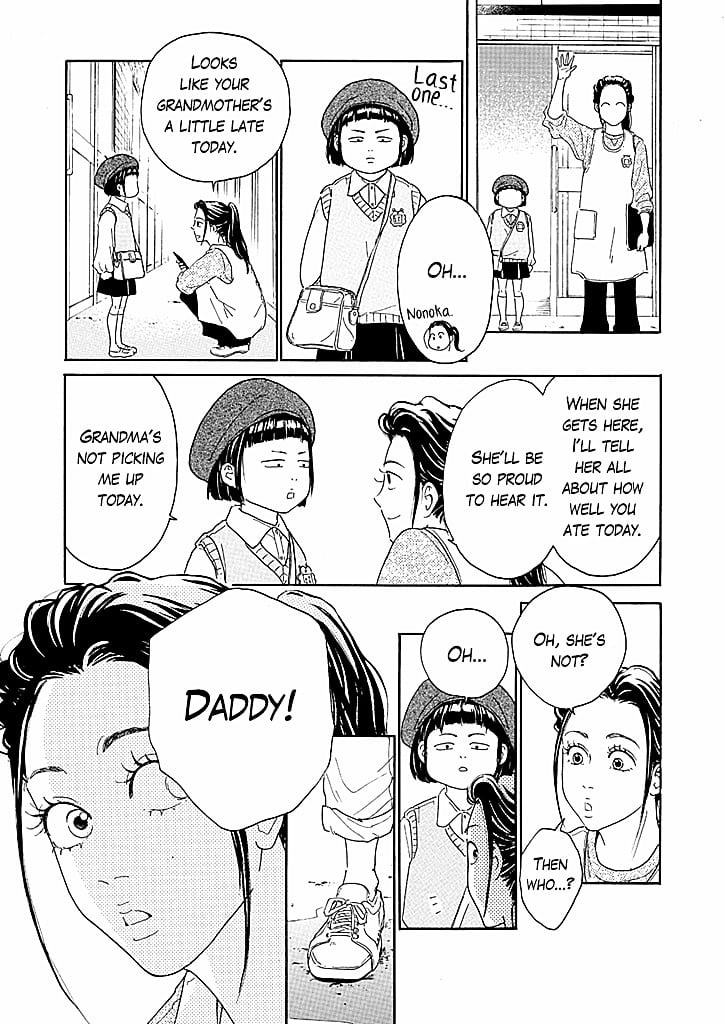 Last
one...
OH...
Nonoka.
LOOKS
LIKE YOUR
GRANDMOTHER'S
A LITTLE LATE
TODAY.
WHEN SHE
GETS HERE,
I'LL TELL
HER ALL
ABOUT HOW
WELL YOU
ATE TODAY.
SHE'LL BE
SO PROUD
TO HEAR IT.
GRANDMA'S
NOT PICKING
ME UP
TODAY.
OH, SHE'S
NOT?
THEN
WHO...?
OH...
DADDY!